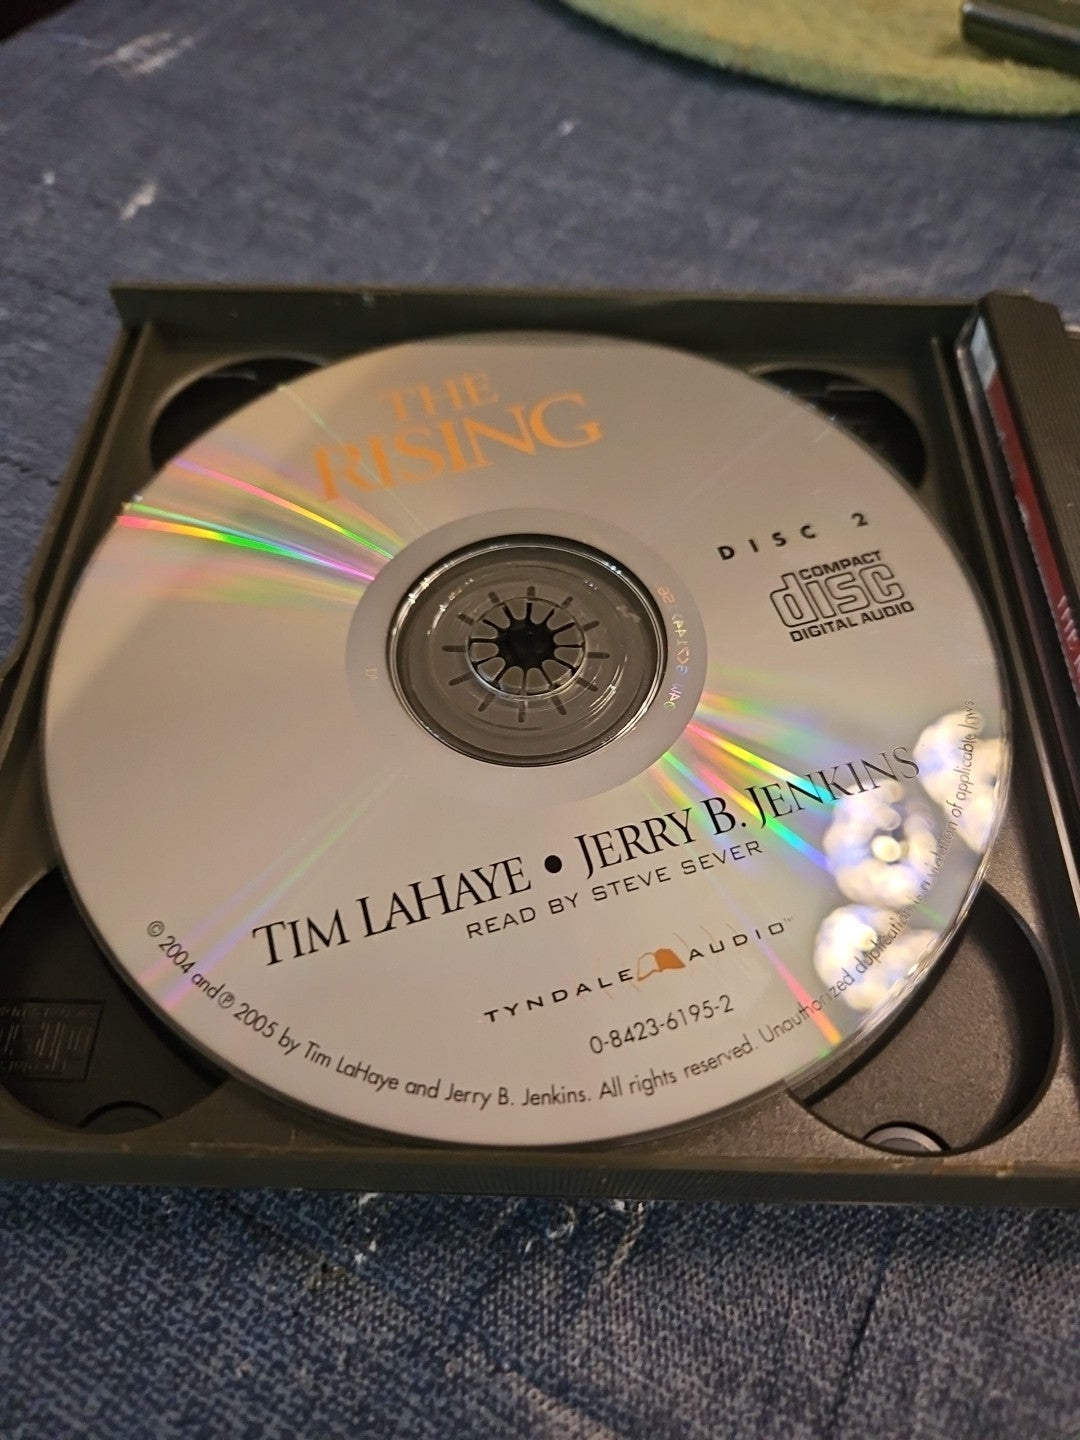 THE
RISING
DISC 2
COMPACT
disc
DIGITAL AUDIO
TIM LAHAYE • JERRY B. JENKINS
READ BY STEVE SEVER
TYNDALE AUDIO™
0-8423-6195-2
© 2004 and ℗ 2005 by Tim LaHaye and Jerry B. Jenkins. All rights reserved. Unauthorized duplication is a violation of applicable laws